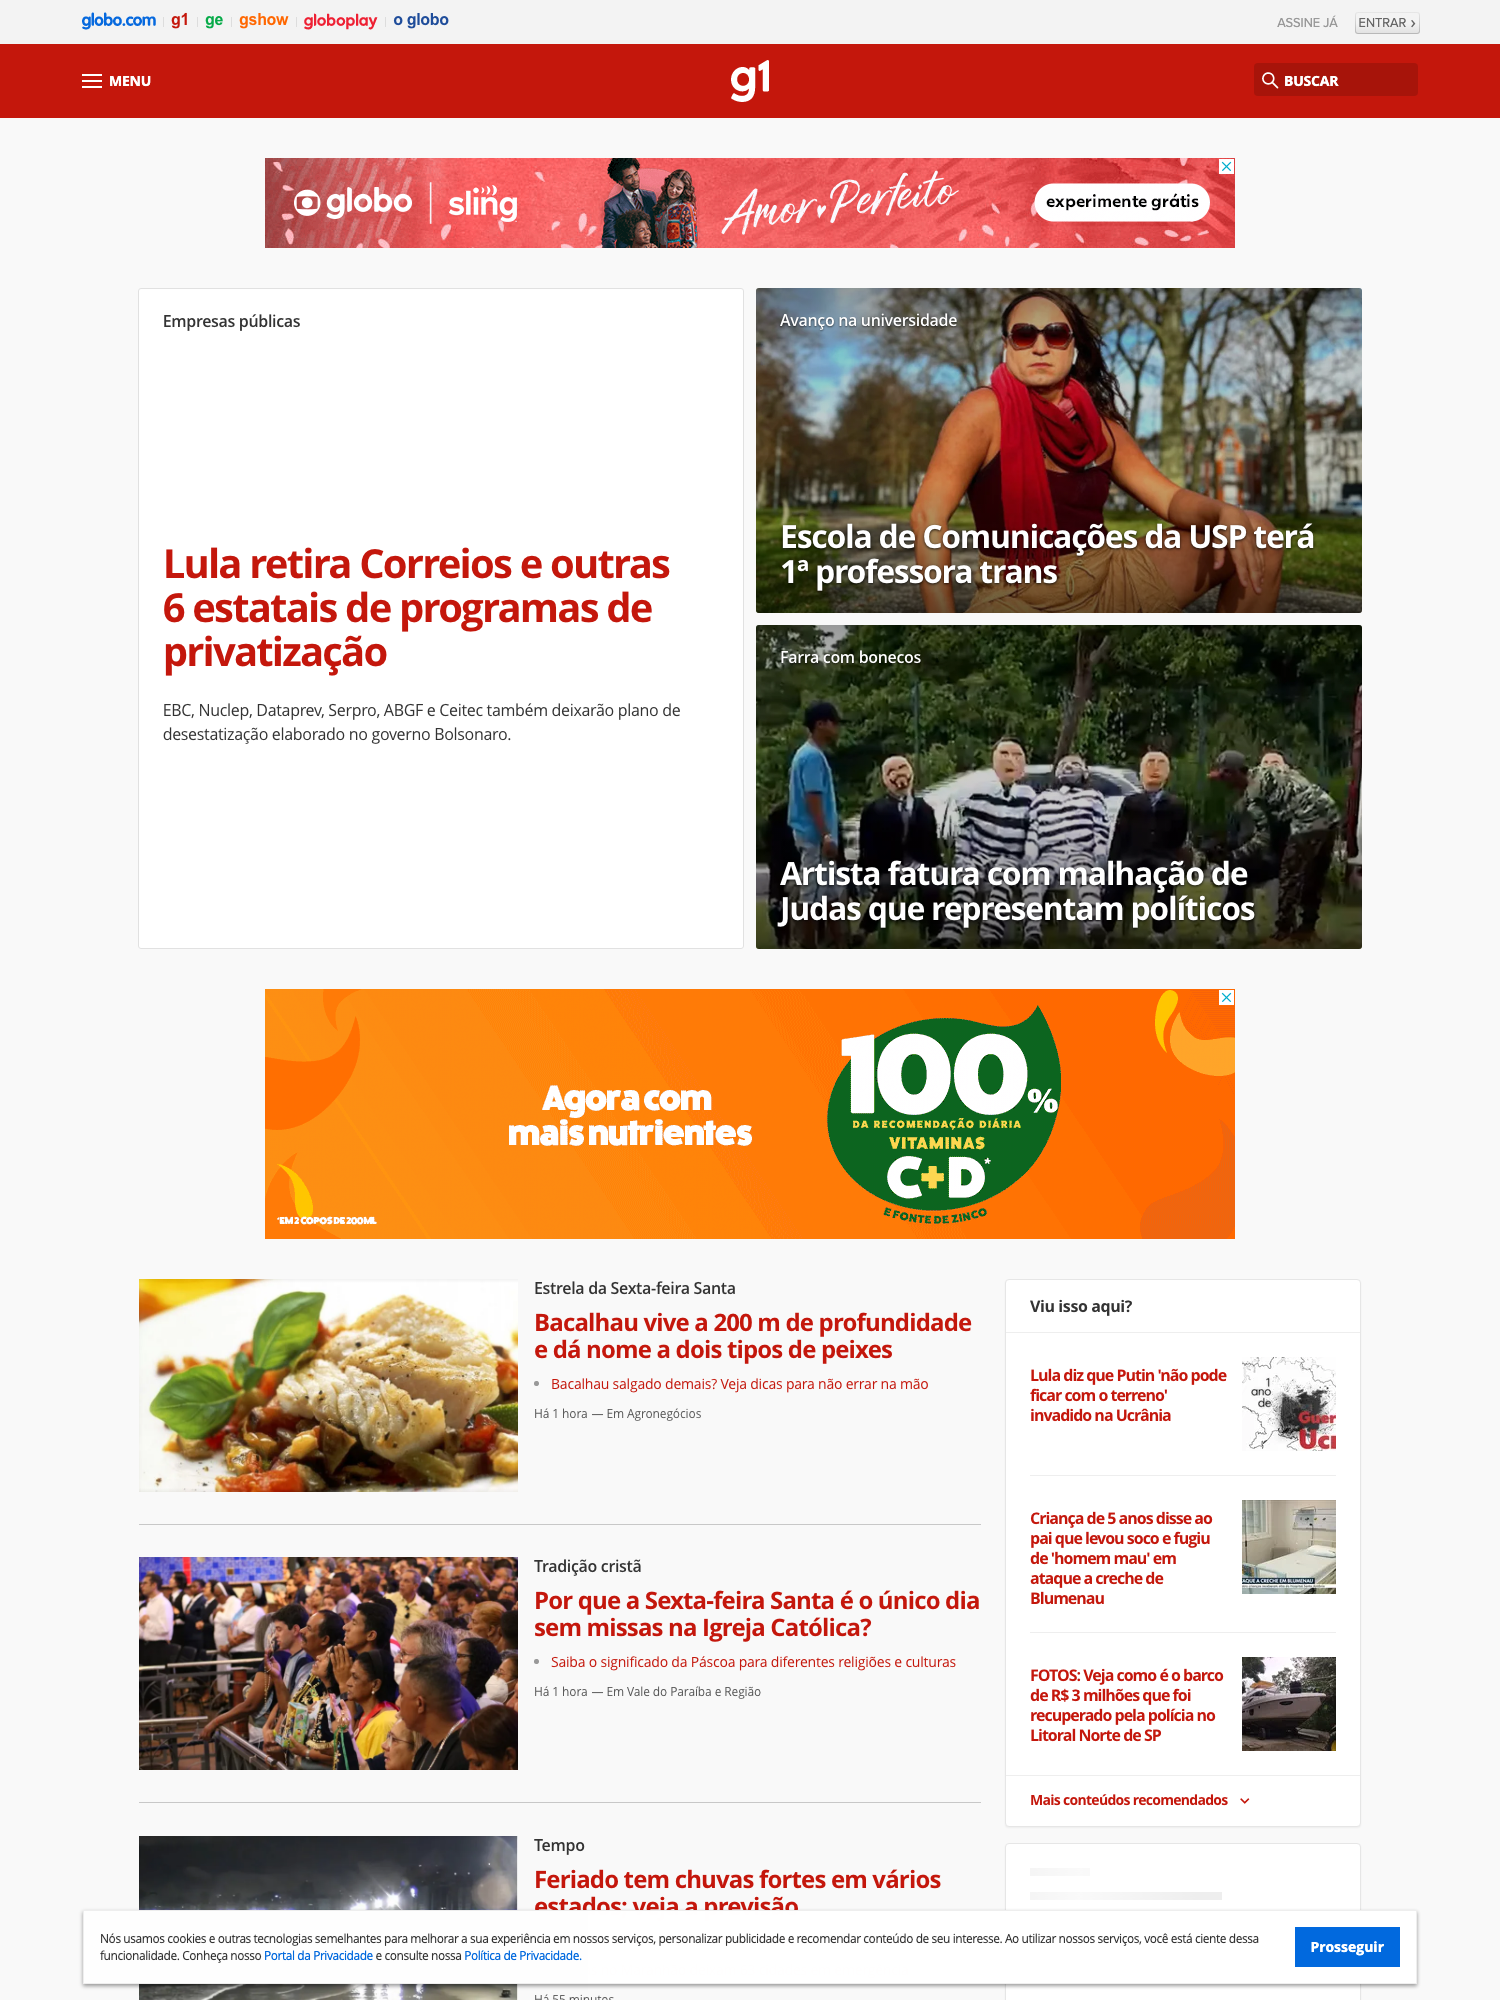 globo.com g1 ge gshow globoplay o globo
ASSINE JÁ ENTRAR ›
MENU
g1
BUSCAR
globo sling Amor Perfeito experimente grátis
Empresas públicas
Lula retira Correios e outras
6 estatais de programas de
privatização
EBC, Nuclep, Dataprev, Serpro, ABGF e Ceitec também deixarão plano de
desestatização elaborado no governo Bolsonaro.
Avanço na universidade
Escola de Comunicações da USP terá
1ª professora trans
Farra com bonecos
Artista fatura com malhação de
Judas que representam políticos
Agora com
mais nutrientes
*EM 2 COPOS DE 200ML
100%
DA RECOMENDAÇÃO DIÁRIA
VITAMINAS
C+D*
E FONTE DE ZINCO
Estrela da Sexta-feira Santa
Bacalhau vive a 200 m de profundidade
e dá nome a dois tipos de peixes
Bacalhau salgado demais? Veja dicas para não errar na mão
Há 1 hora — Em Agronegócios
Tradição cristã
Por que a Sexta-feira Santa é o único dia
sem missas na Igreja Católica?
Saiba o significado da Páscoa para diferentes religiões e culturas
Há 1 hora — Em Vale do Paraíba e Região
Tempo
Feriado tem chuvas fortes em vários
estados; veja a previsão
Há 55 minutos
Viu isso aqui?
Lula diz que Putin 'não pode
ficar com o terreno'
invadido na Ucrânia
1
ano
de
Guer
Ucr
Criança de 5 anos disse ao
pai que levou soco e fugiu
de 'homem mau' em
ataque a creche de
Blumenau
AQUE A CRECHE EM BLUMENAU
FOTOS: Veja como é o barco
de R$ 3 milhões que foi
recuperado pela polícia no
Litoral Norte de SP
Mais conteúdos recomendados
Nós usamos cookies e outras tecnologias semelhantes para melhorar a sua experiência em nossos serviços, personalizar publicidade e recomendar conteúdo de seu interesse. Ao utilizar nossos serviços, você está ciente dessa
funcionalidade. Conheça nosso Portal da Privacidade e consulte nossa Política de Privacidade.
Prosseguir